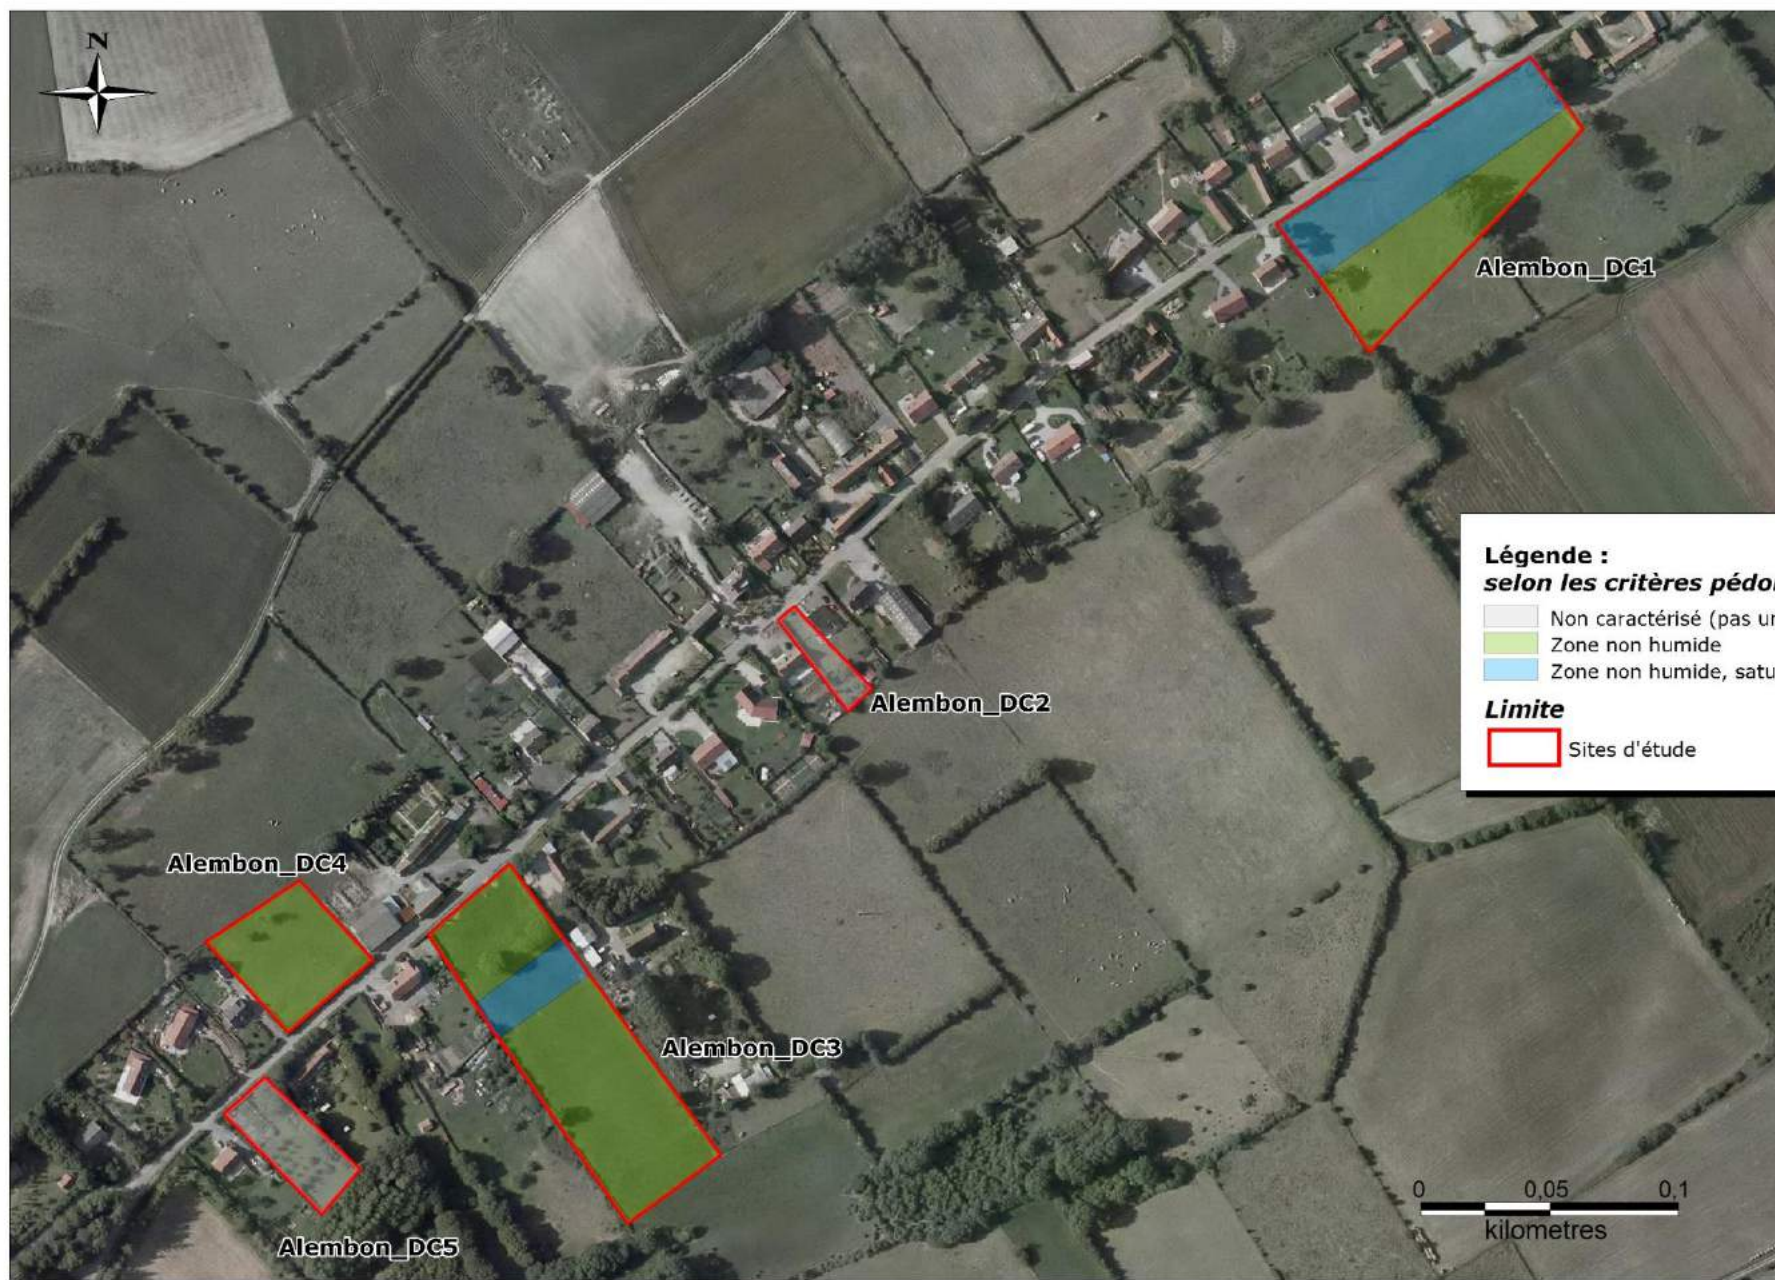 N
Alembon_DC1
Légende :
selon les critères pédo
Non caractérisé (pas u
Zone non humide
Zone non humide, satu
Alembon_DC2
Limite
Sites d'étude
Alembon_DC4
Alembon_DC3
0 0,05 0,1
kilometres
Alembon_DC5